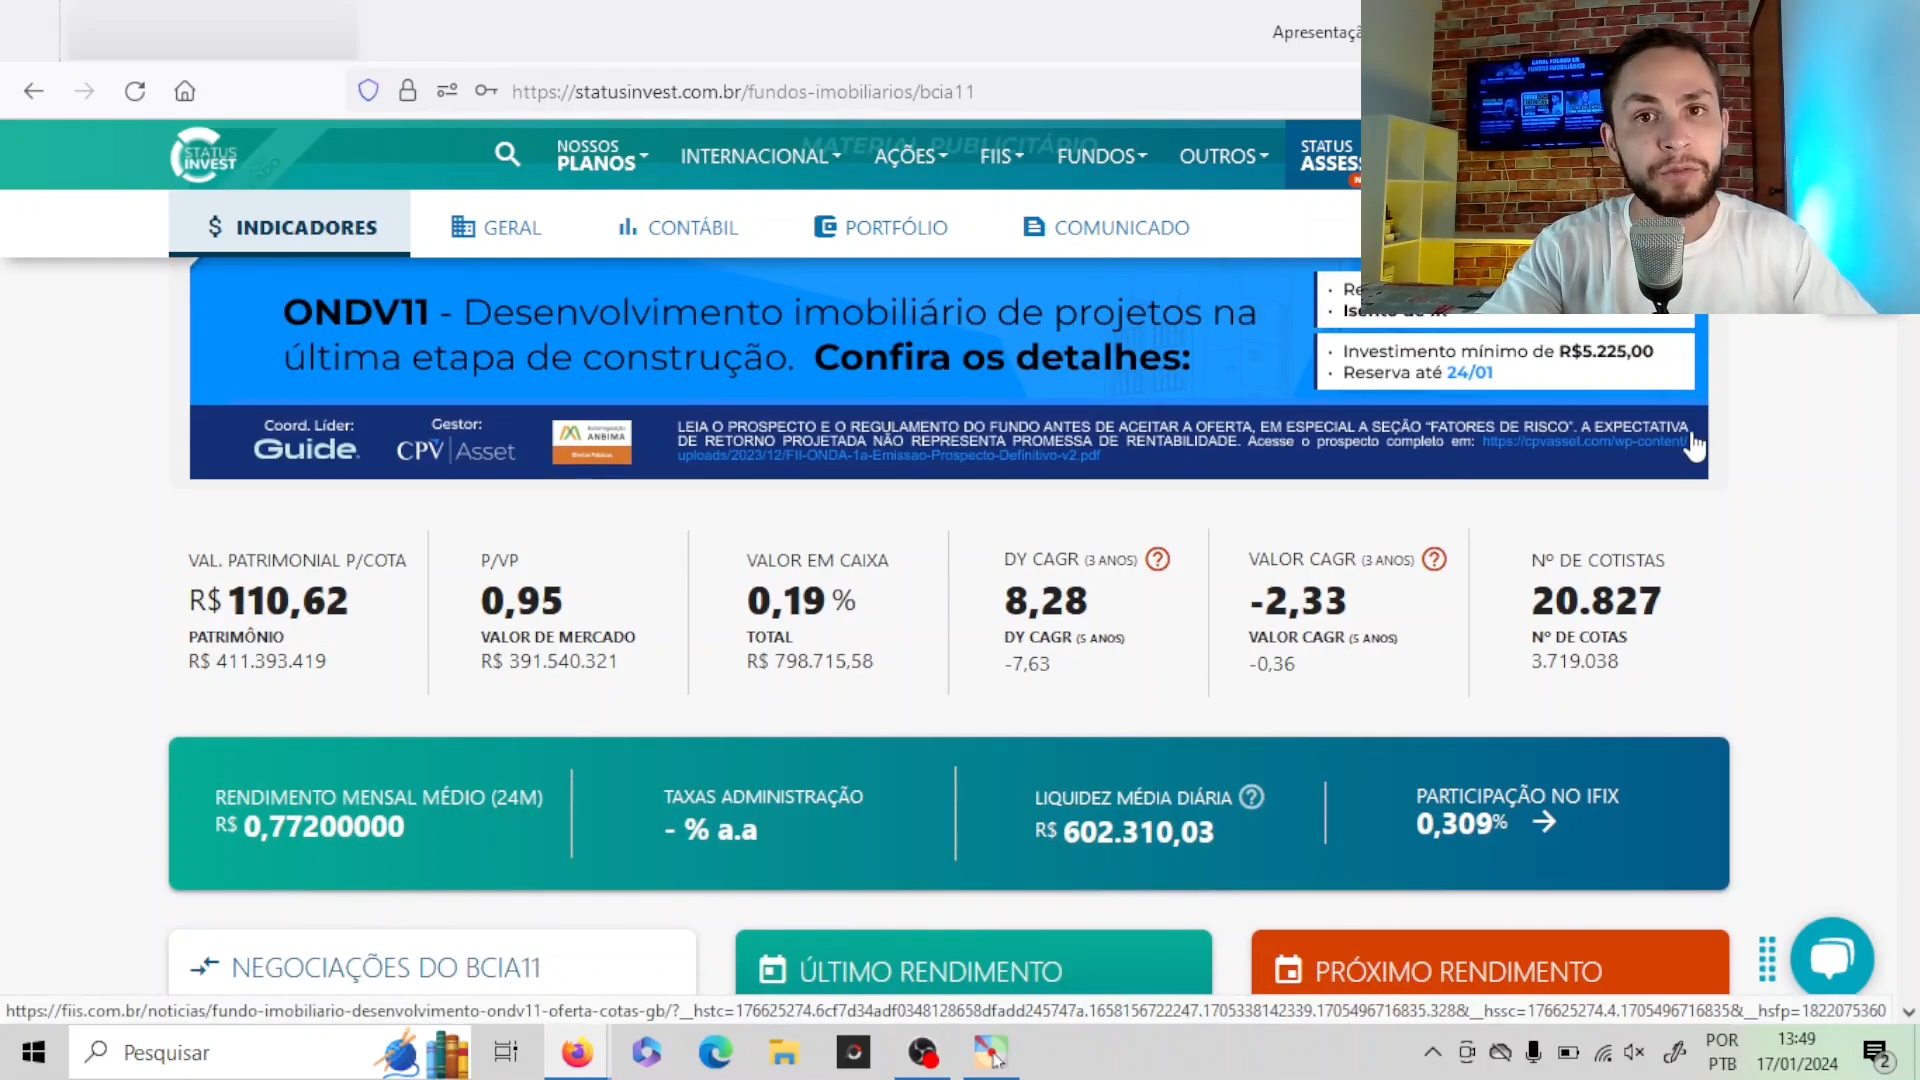 Apresentaçã
https://statusinvest.com.br/fundos-imobiliarios/bcia11
STATUS
INVEST
MATERIAL PUBLICITÁRIO
NOSSOS
PLANOS
INTERNACIONAL
AÇÕES
FIIS
FUNDOS
OUTROS
STATUS
ASSES
INDICADORES
GERAL
CONTÁBIL
PORTFÓLIO
COMUNICADO
ONDV11 - Desenvolvimento imobiliário de projetos na
última etapa de construção. Confira os detalhes:
· Investimento mínimo de R$5.225,00
· Reserva até 24/01
Coord. Líder:
Guide.
Gestor:
CPV | Asset
ANBIMA
LEIA O PROSPECTO E O REGULAMENTO DO FUNDO ANTES DE ACEITAR A OFERTA, EM ESPECIAL A SEÇÃO “FATORES DE RISCO”. A EXPECTATIVA
DE RETORNO PROJETADA NÃO REPRESENTA PROMESSA DE RENTABILIDADE. Acesse o prospecto completo em: https://cpvasset.com/wp-content/
uploads/2023/12/FII-ONDA-1a-Emissao-Prospecto-Definitivo-v2.pdf
VAL. PATRIMONIAL P/COTA
R$ 110,62
PATRIMÔNIO
R$ 411.393.419
P/VP
0,95
VALOR DE MERCADO
R$ 391.540.321
VALOR EM CAIXA
0,19 %
TOTAL
R$ 798.715,58
DY CAGR (3 ANOS) ?
8,28
DY CAGR (5 ANOS)
-7,63
VALOR CAGR (3 ANOS) ?
-2,33
VALOR CAGR (5 ANOS)
-0,36
Nº DE COTISTAS
20.827
Nº DE COTAS
3.719.038
RENDIMENTO MENSAL MÉDIO (24M)
R$ 0,77200000
TAXAS ADMINISTRAÇÃO
- % a.a
LIQUIDEZ MÉDIA DIÁRIA ?
R$ 602.310,03
PARTICIPAÇÃO NO IFIX
0,309%
NEGOCIAÇÕES DO BCIA11
ÚLTIMO RENDIMENTO
PRÓXIMO RENDIMENTO
https://fiis.com.br/noticias/fundo-imobiliario-desenvolvimento-ondv11-oferta-cotas-gb/?__hstc=176625274.6cf7d34adf0348128658dfadd245747a.1658156722247.1705338142339.1705496716835.328&__hssc=176625274.4.1705496716835&__hsfp=1822075360
Pesquisar
POR
PTB
13:49
17/01/2024
2